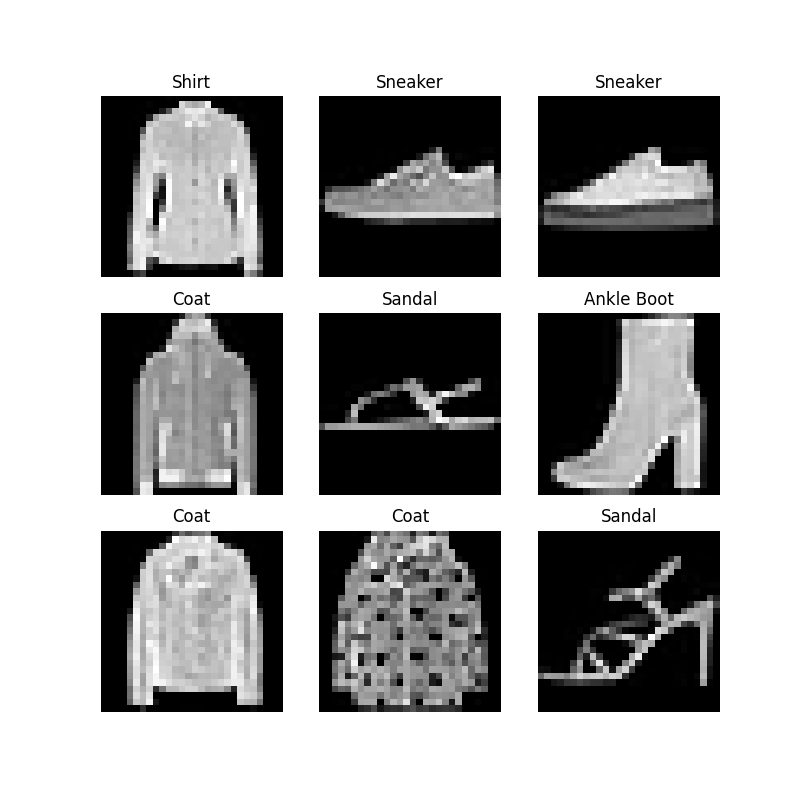 Shirt
Sneaker
Sneaker
Coat
Sandal
Ankle Boot
Coat
Coat
Sandal